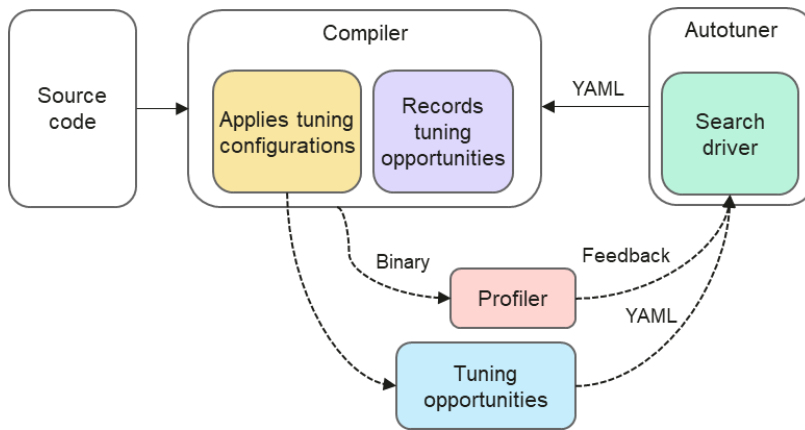 Compiler
Autotuner
Source
code
Applies tuning
configurations
Records
tuning
opportunities
YAML
Search
driver
Binary
Feedback
Profiler
YAML
Tuning
opportunities